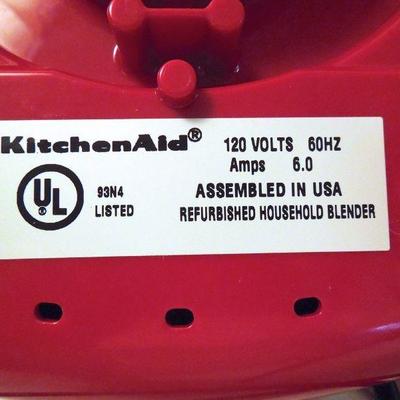 KitchenAid® 120 VOLTS 60HZ
Amps 6.0
UL 93N4 ASSEMBLED IN USA
LISTED REFURBISHED HOUSEHOLD BLENDER